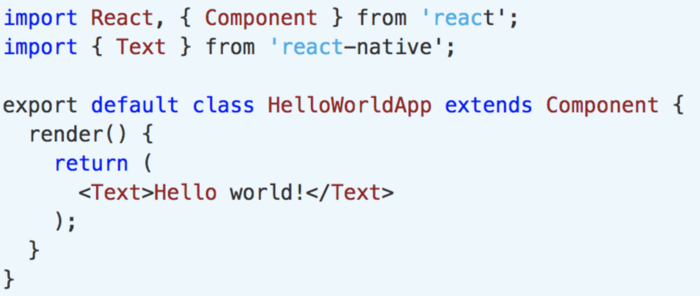 import React, { Component } from 'react';
import { Text } from 'react-native';

export default class HelloWorldApp extends Component {
  render() {
    return (
      <Text>Hello world!</Text>
    );
  }
}